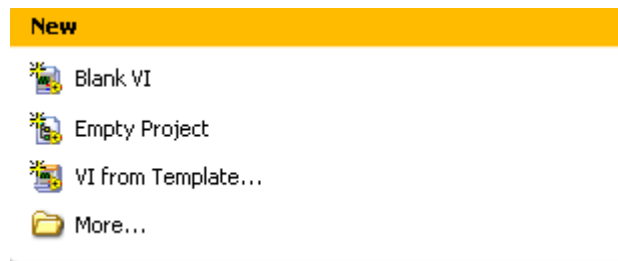 New
Blank VI
Empty Project
VI from Template...
More...